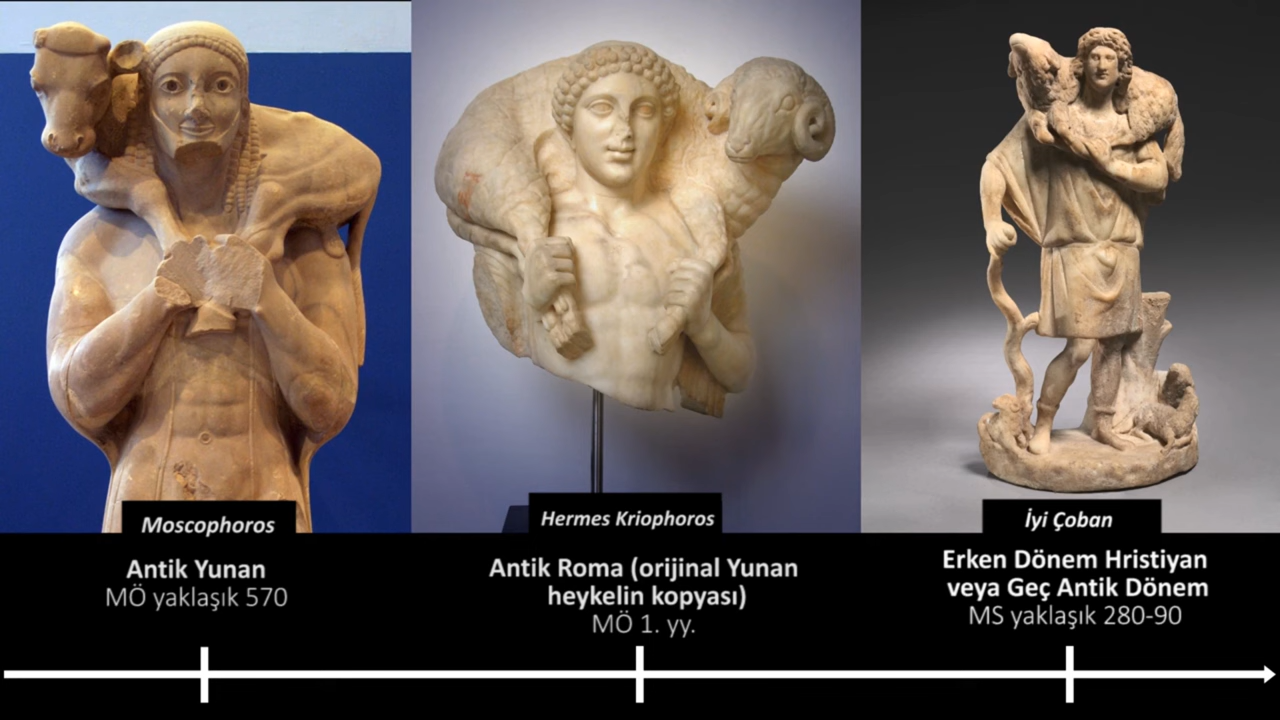 Moscophoros
Antik Yunan
MÖ yaklaşık 570
Hermes Kriophoros
Antik Roma (orijinal Yunan
heykelin kopyası)
MÖ 1. yy.
İyi Çoban
Erken Dönem Hristiyan
veya Geç Antik Dönem
MS yaklaşık 280-90